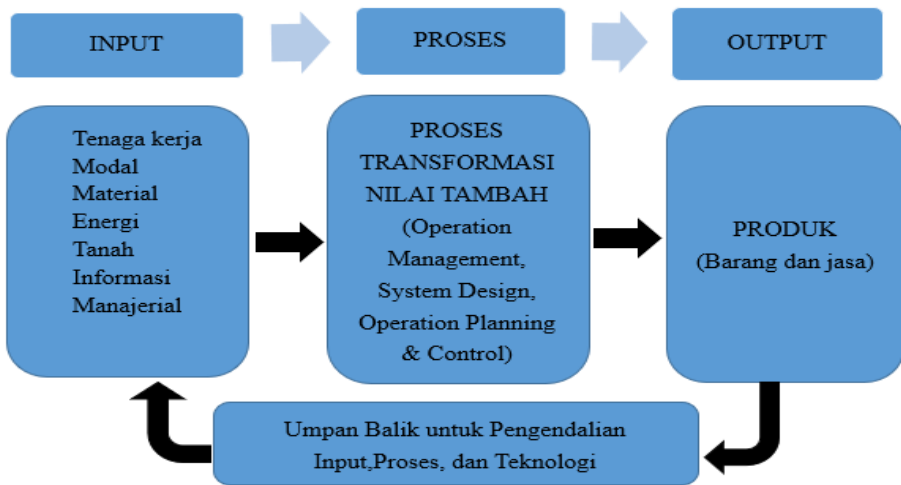 INPUT
PROSES
OUTPUT
Tenaga kerja
Modal
Material
Energi
Tanah
Informasi
Manajerial
PROSES
TRANSFORMASI
NILAI TAMBAH
(Operation
Management,
System Design,
Operation Planning
& Control)
PRODUK
(Barang dan jasa)
Umpan Balik untuk Pengendalian
Input,Proses, dan Teknologi